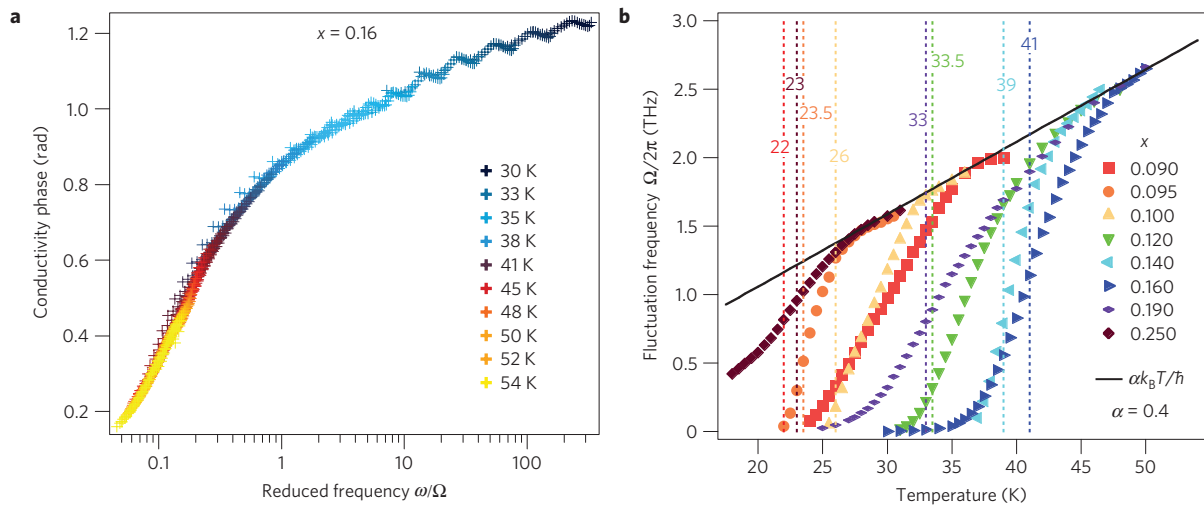 a
x = 0.16
Conductivity phase (rad)
1.2
1.0
0.8
0.6
0.4
0.2
30 K
33 K
35 K
38 K
41 K
45 K
48 K
50 K
52 K
54 K
0.1
1
10
100
Reduced frequency ω/Ω
b
Fluctuation frequency Ω/2π (THz)
3.0
2.5
2.0
1.5
1.0
0.5
0
22
23
23.5
26
33
33.5
39
41
x
0.090
0.095
0.100
0.120
0.140
0.160
0.190
0.250
αk_BT/ħ
α = 0.4
20
25
30
35
40
45
50
Temperature (K)